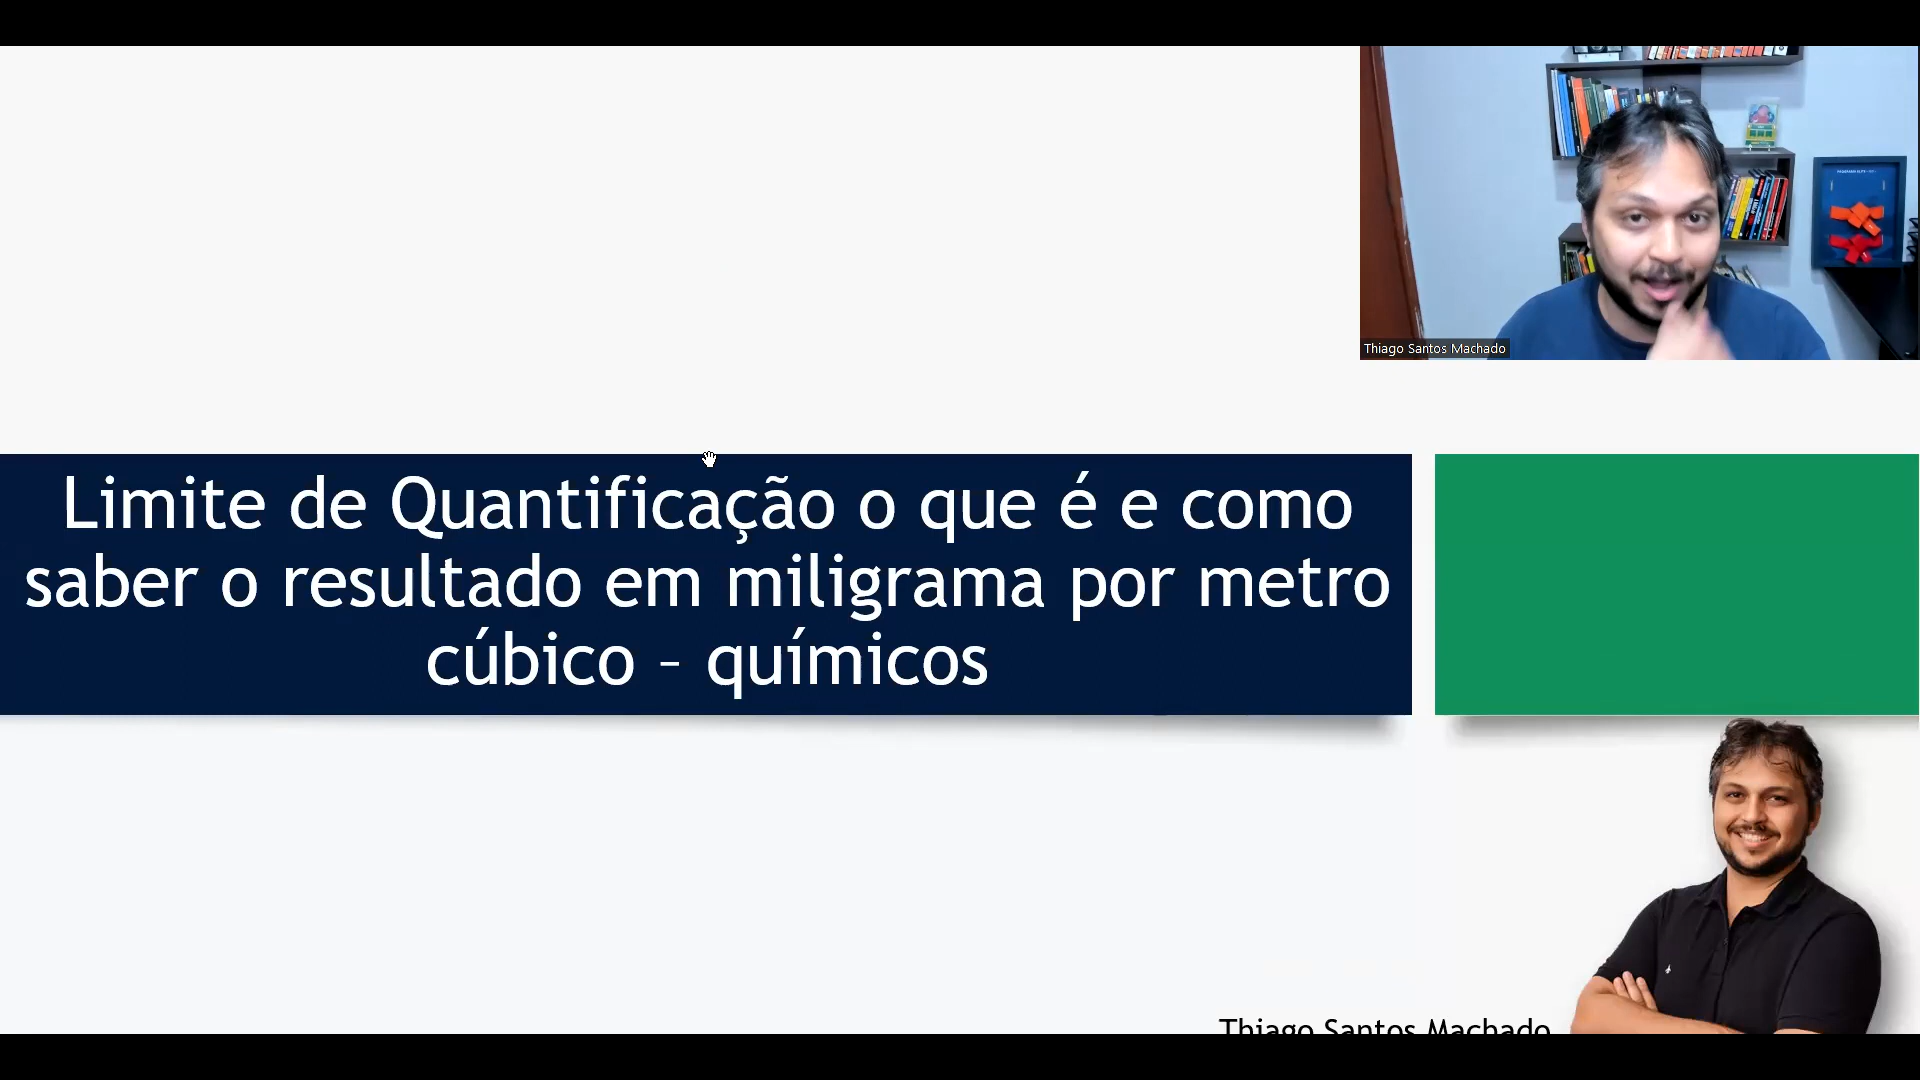 Thiago Santos Machado
Limite de Quantificação o que é e como
saber o resultado em miligrama por metro
cúbico – químicos
Thiago Santos Machado